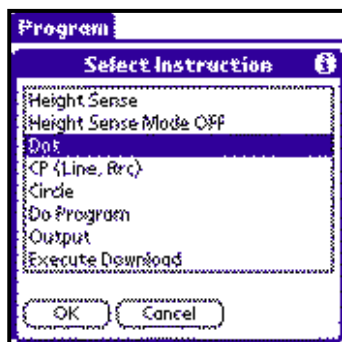 Program
Select Instruction
Height Sense
Height Sense Mode Off
Dot
CP (Line, Arc)
Circle
Do Program
Output
Execute Download
OK Cancel